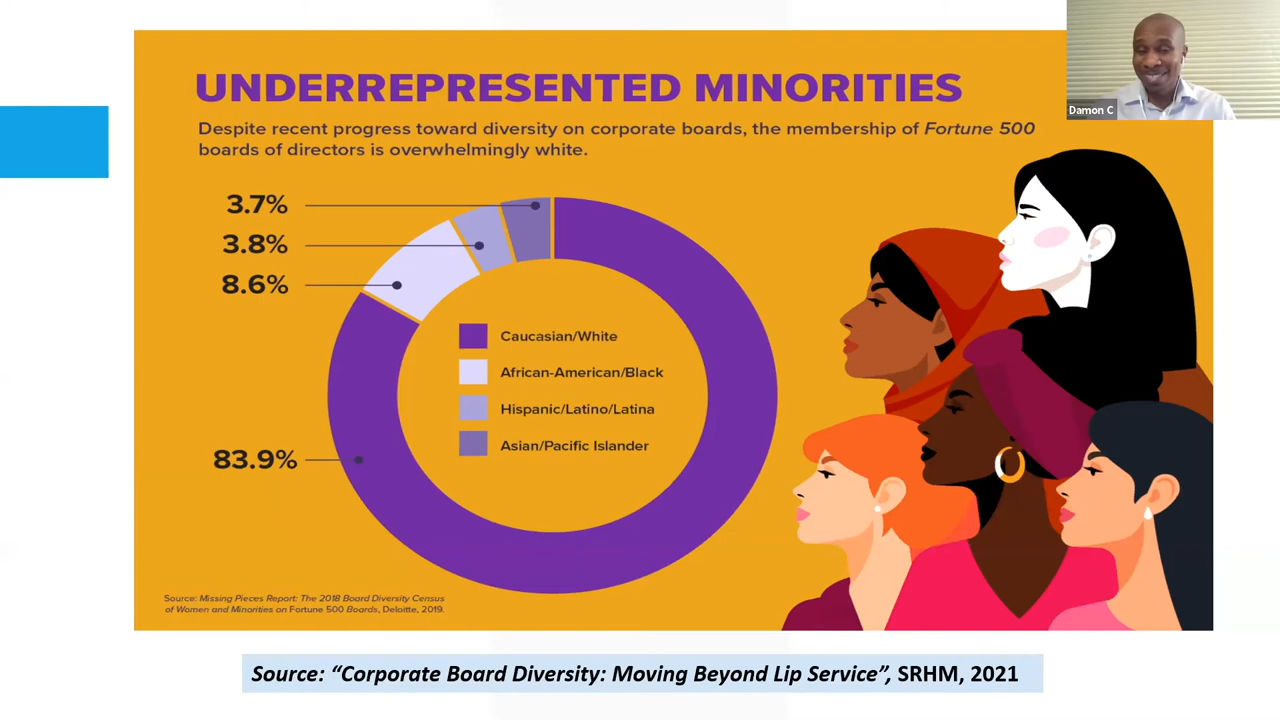 UNDERREPRESENTED MINORITIES
Despite recent progress toward diversity on corporate boards, the membership of Fortune 500
boards of directors is overwhelmingly white.
Damon C
3.7%
3.8%
8.6%
83.9%
Caucasian/White
African-American/Black
Hispanic/Latino/Latina
Asian/Pacific Islander
Source: Missing Pieces Report: The 2018 Board Diversity Census
of Women and Minorities on Fortune 500 Boards, Deloitte, 2019.
Source: “Corporate Board Diversity: Moving Beyond Lip Service”, SRHM, 2021